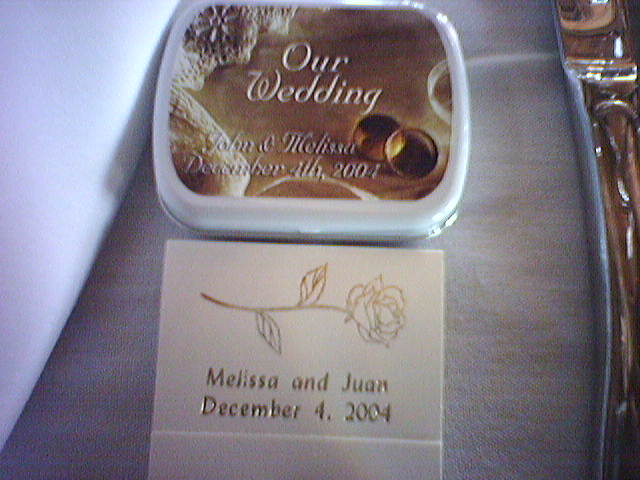 Our
Wedding
John & Melissa
December 4th, 2004
Melissa and Juan
December 4, 2004